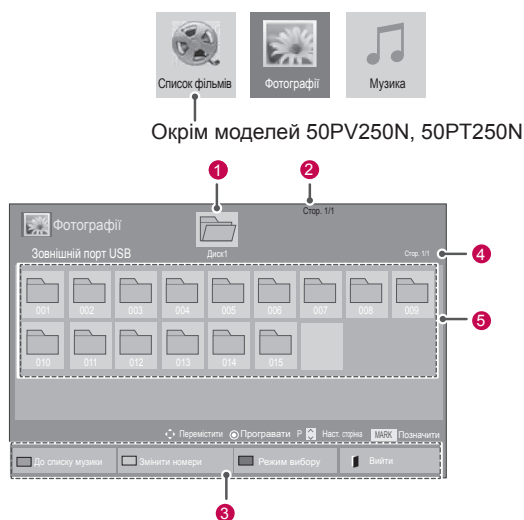 Список фільмів
Фотографії
Музика
Окрім моделей 50PV250N, 50PT250N
1
2
Стор. 1/1
Фотографії
Зовнішній порт USB
Диск1
Стор. 1/1
4
001 002 003 004 005 006 007 008 009
5
010 011 012 013 014 015
Перемістити Програвати P Наст. сторінка MARK Позначити
До списку музики Змінити номери Режим вибору Вийти
3